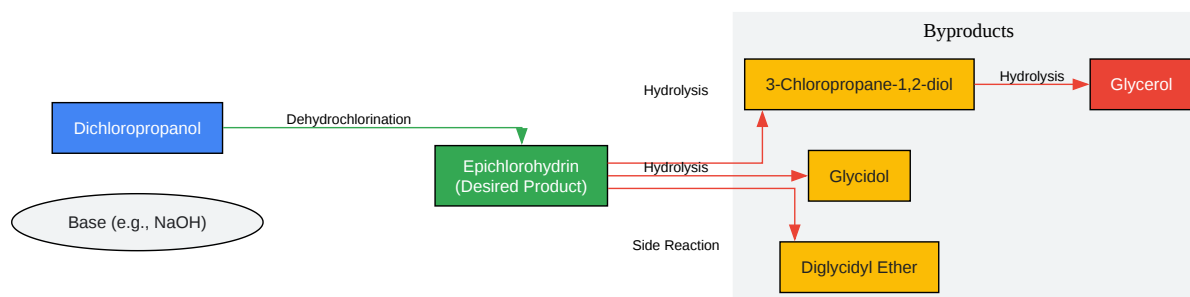 Byproducts
3-Chloropropane-1,2-diol
Hydrolysis
Glycerol
Hydrolysis
Dichloropropanol
Dehydrochlorination
Epichlorohydrin
(Desired Product)
Hydrolysis
Glycidol
Base (e.g., NaOH)
Side Reaction
Diglycidyl Ether